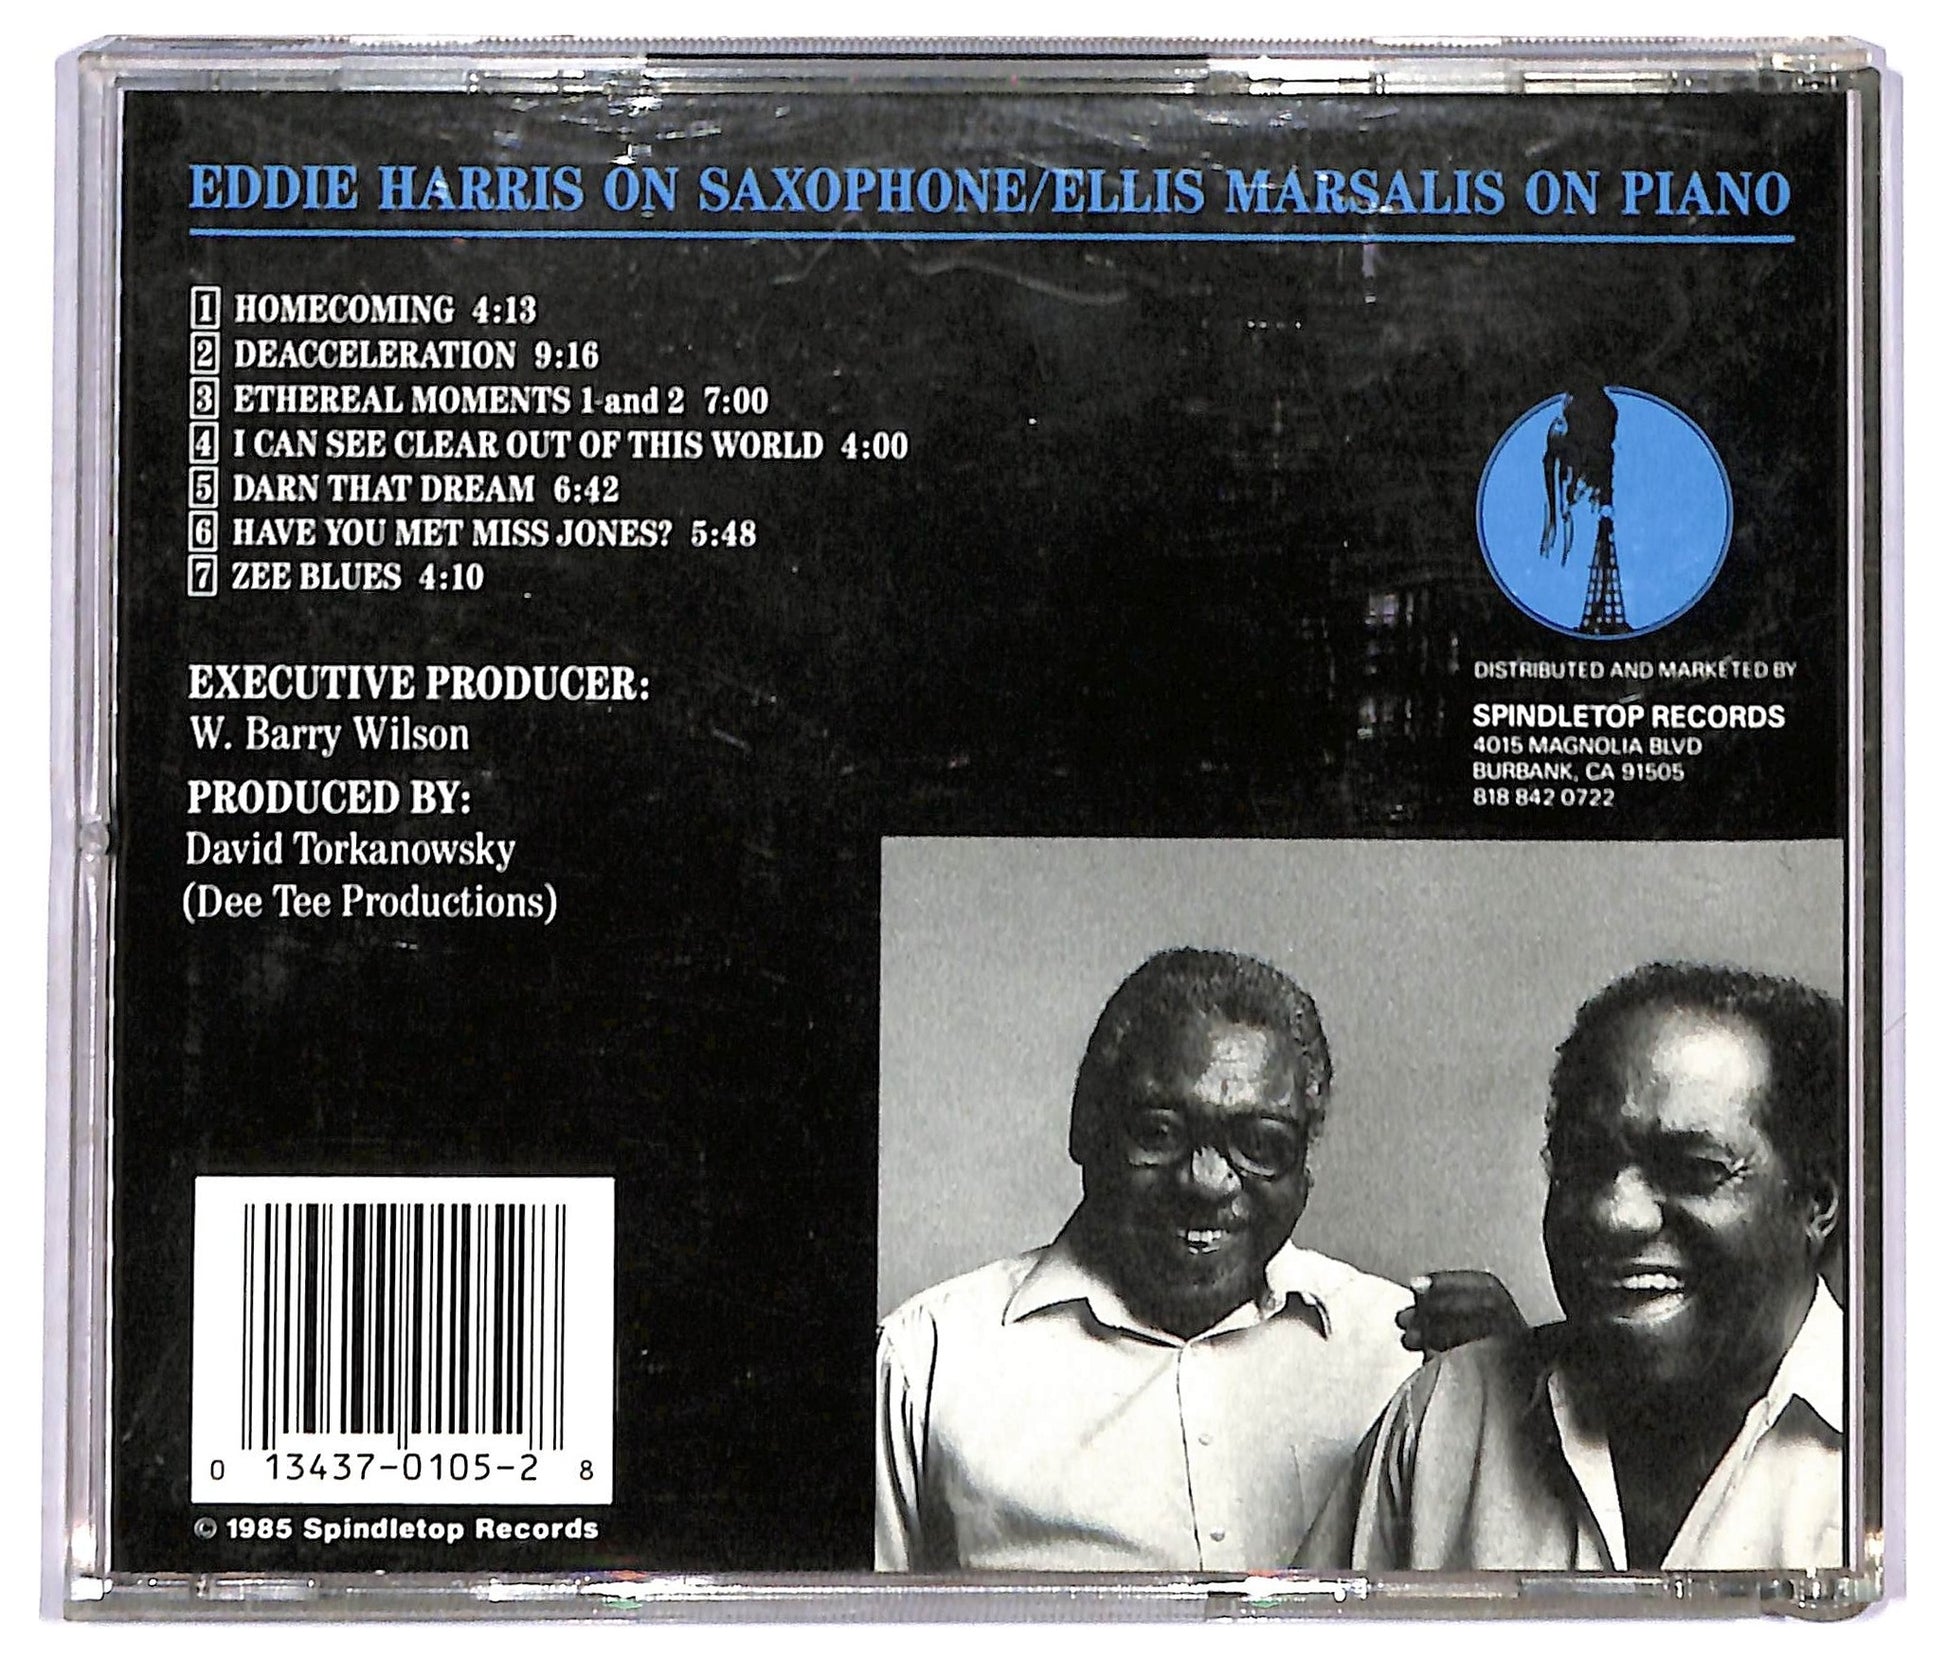 EDDIE HARRIS ON SAXOPHONE/ELLIS MARSALIS ON PIANO
1 HOMECOMING 4:13
2 DEACCELERATION 9:16
3 ETHEREAL MOMENTS 1 and 2 7:00
4 I CAN SEE CLEAR OUT OF THIS WORLD 4:00
5 DARN THAT DREAM 6:42
6 HAVE YOU MET MISS JONES? 5:48
7 ZEE BLUES 4:10
EXECUTIVE PRODUCER:
W. Barry Wilson
PRODUCED BY:
David Torkanowsky
(Dee Tee Productions)
DISTRIBUTED AND MARKETED BY
SPINDLETOP RECORDS
4015 MAGNOLIA BLVD
BURBANK, CA 91505
818 842 0722
0 13437-0105-2 8
© 1985 Spindletop Records